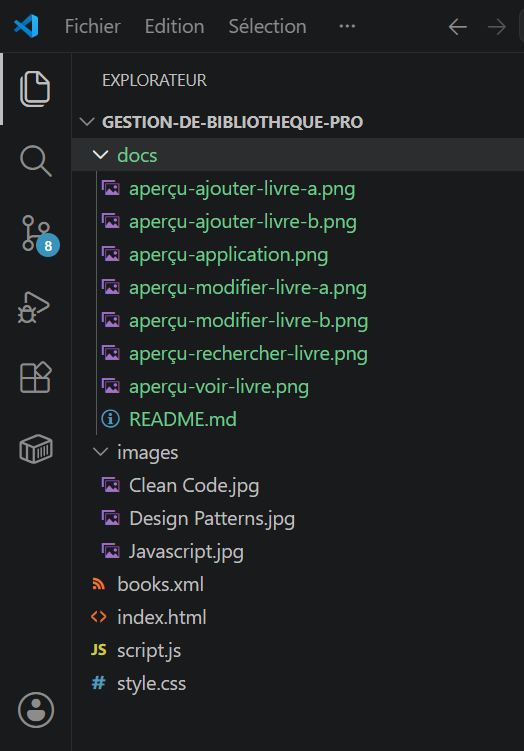 Fichier Edition Sélection ...
EXPLORATEUR
GESTION-DE-BIBLIOTHEQUE-PRO
docs
aperçu-ajouter-livre-a.png
aperçu-ajouter-livre-b.png
aperçu-application.png
8
aperçu-modifier-livre-a.png
aperçu-modifier-livre-b.png
aperçu-rechercher-livre.png
aperçu-voir-livre.png
README.md
images
Clean Code.jpg
Design Patterns.jpg
Javascript.jpg
books.xml
index.html
JS script.js
# style.css